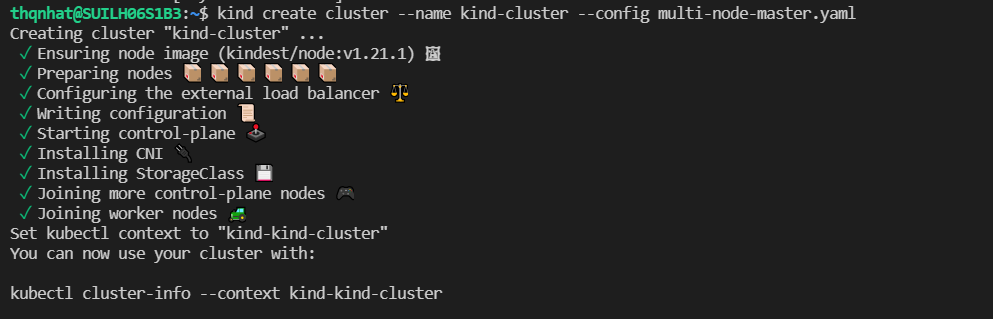 thqnhat@SUILH06S1B3:~$ kind create cluster --name kind-cluster --config multi-node-master.yaml
Creating cluster "kind-cluster" ...
✓ Ensuring node image (kindest/node:v1.21.1) 🖼
✓ Preparing nodes 📦 📦 📦 📦 📦 📦
✓ Configuring the external load balancer ⚖️
✓ Writing configuration 📜
✓ Starting control-plane 🕹️
✓ Installing CNI 🔌
✓ Installing StorageClass 💾
✓ Joining more control-plane nodes 🎮
✓ Joining worker nodes 🚜
Set kubectl context to "kind-kind-cluster"
You can now use your cluster with:

kubectl cluster-info --context kind-kind-cluster